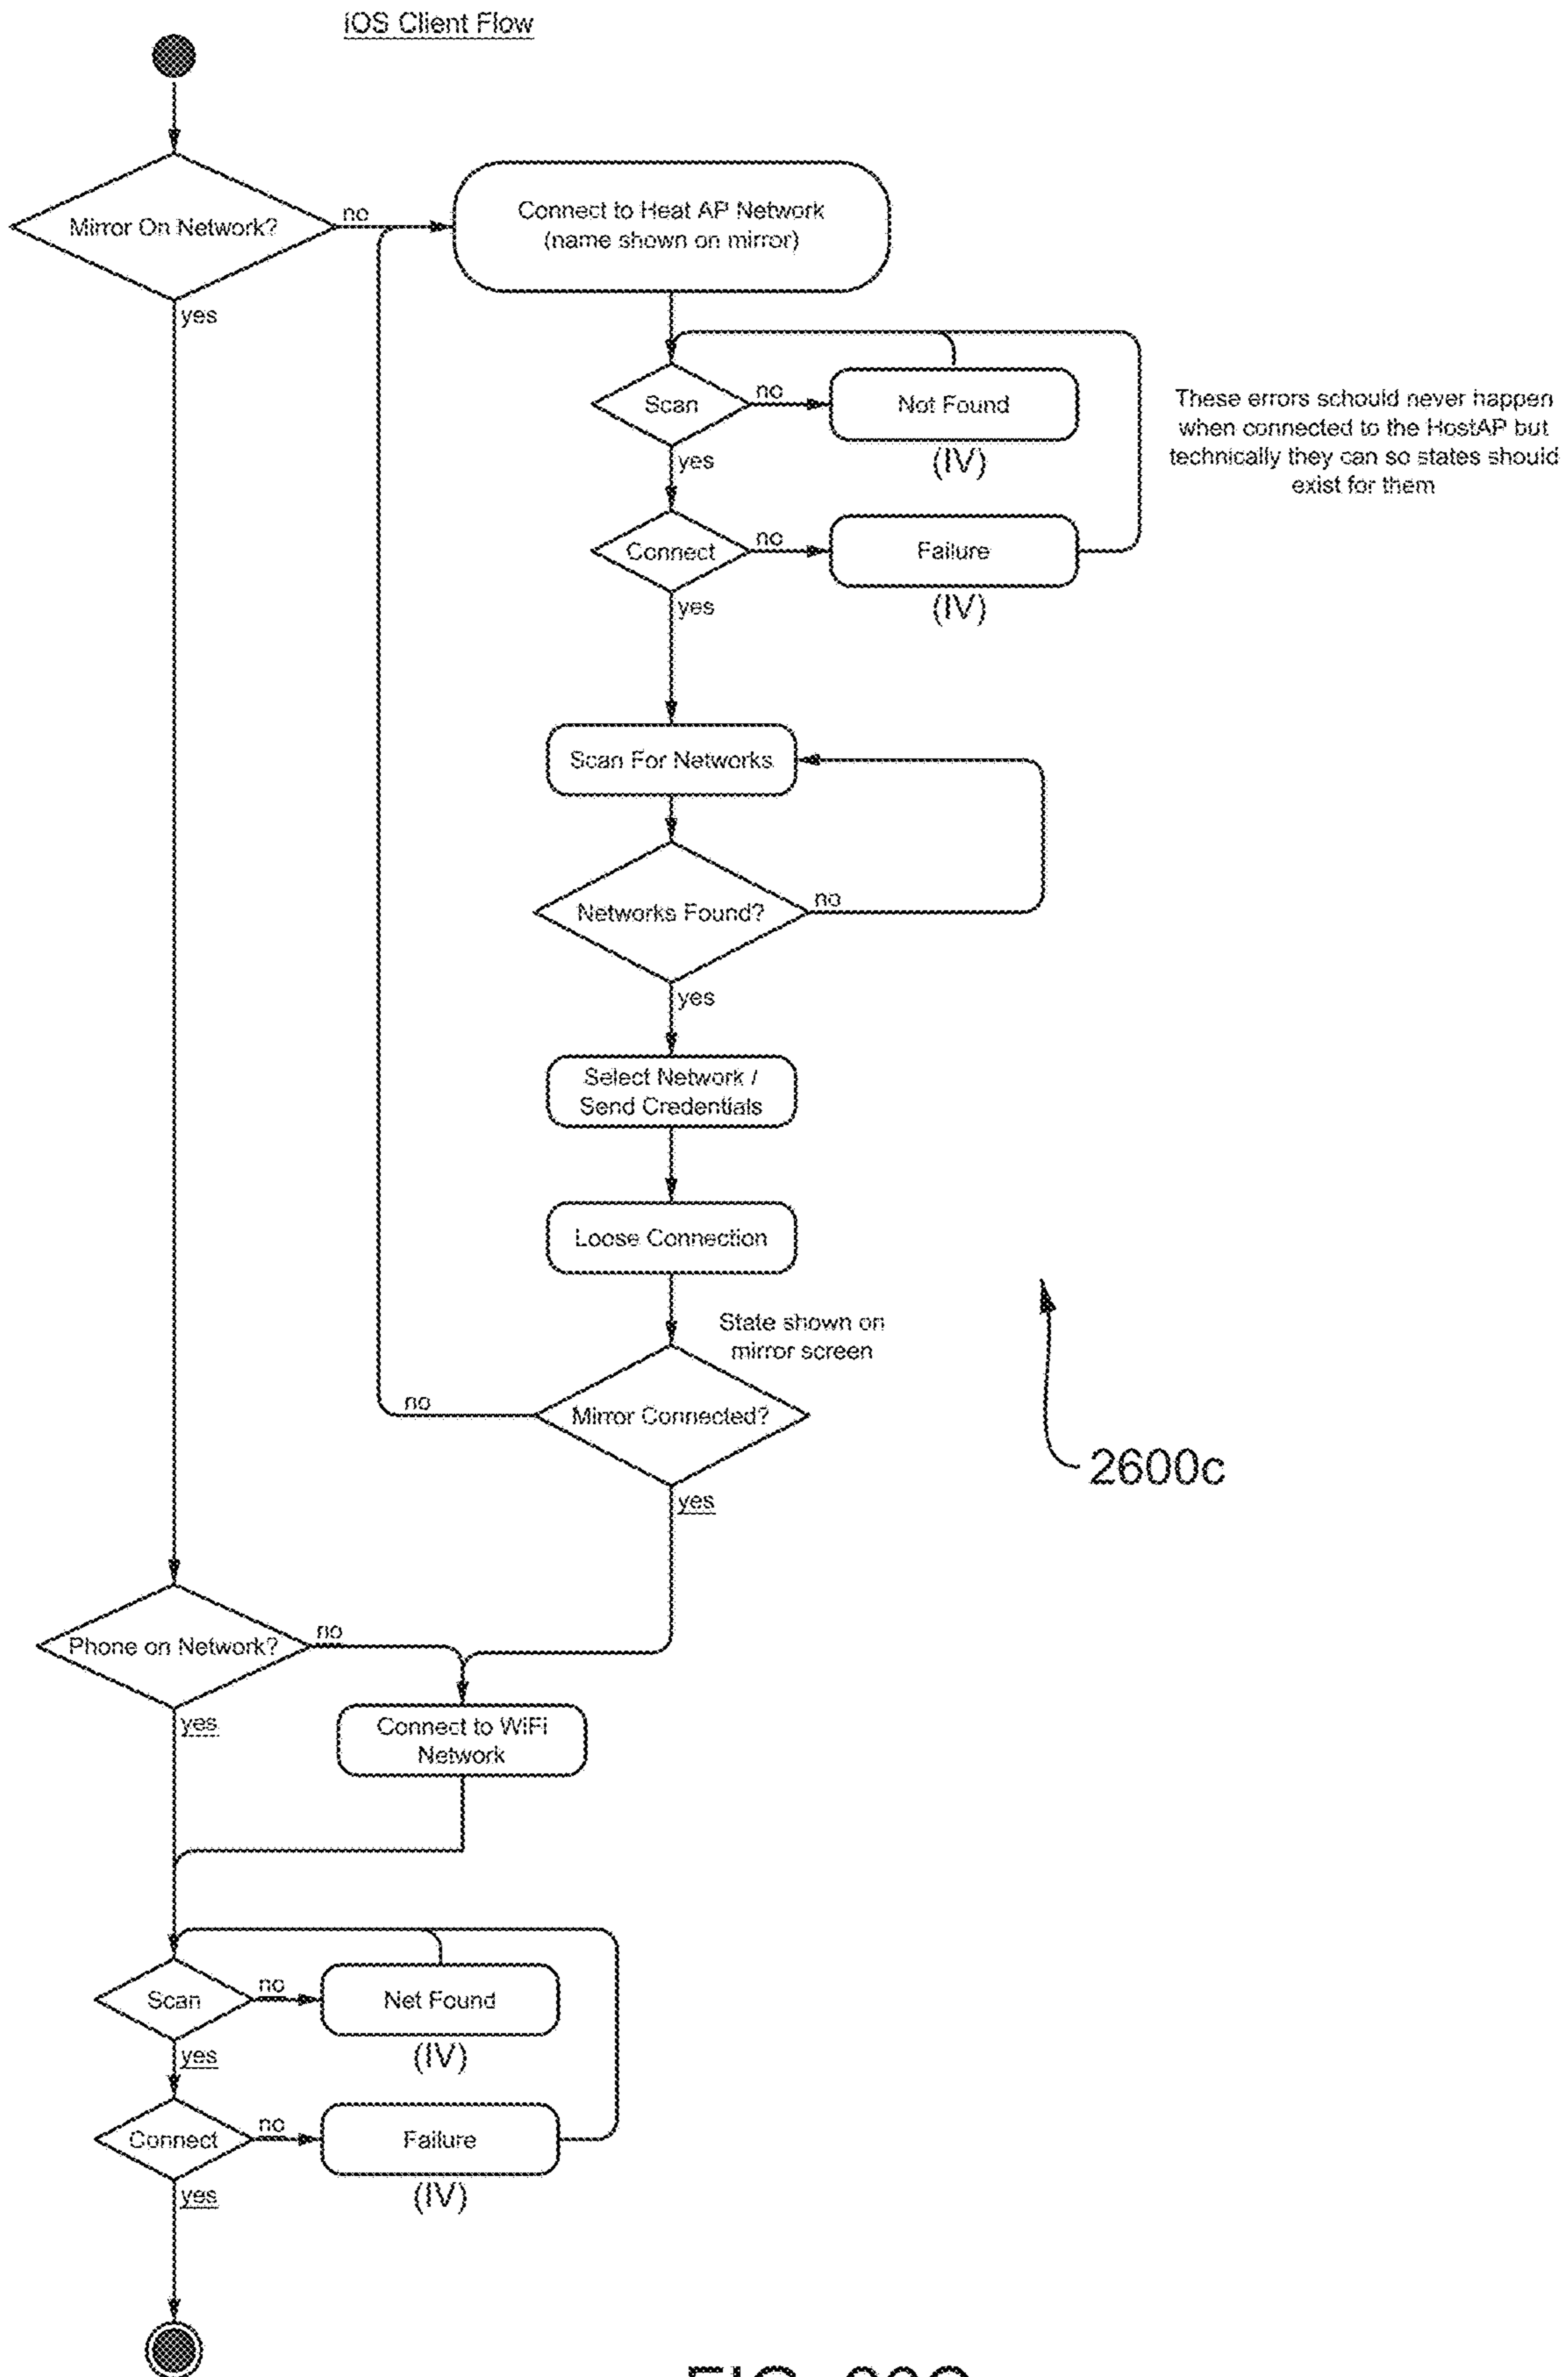 iOS Client Flow
Mirror On Network?
no
yes
Connect to Heat AP Network
(name shown on mirror)
Scan
no
Not Found
(IV)
yes
These errors schould never happen
when connected to the HostAP but
technically they can so states should
exist for them
Connect
no
Failure
(IV)
yes
Scan For Networks
Networks Found?
no
yes
Select Network /
Send Credentials
Loose Connection
State shown on
mirror screen
Mirror Connected?
no
yes
2600c
Phone on Network?
no
yes
Connect to WiFi
Network
Scan
no
Net Found
(IV)
yes
Connect
no
Failure
(IV)
yes